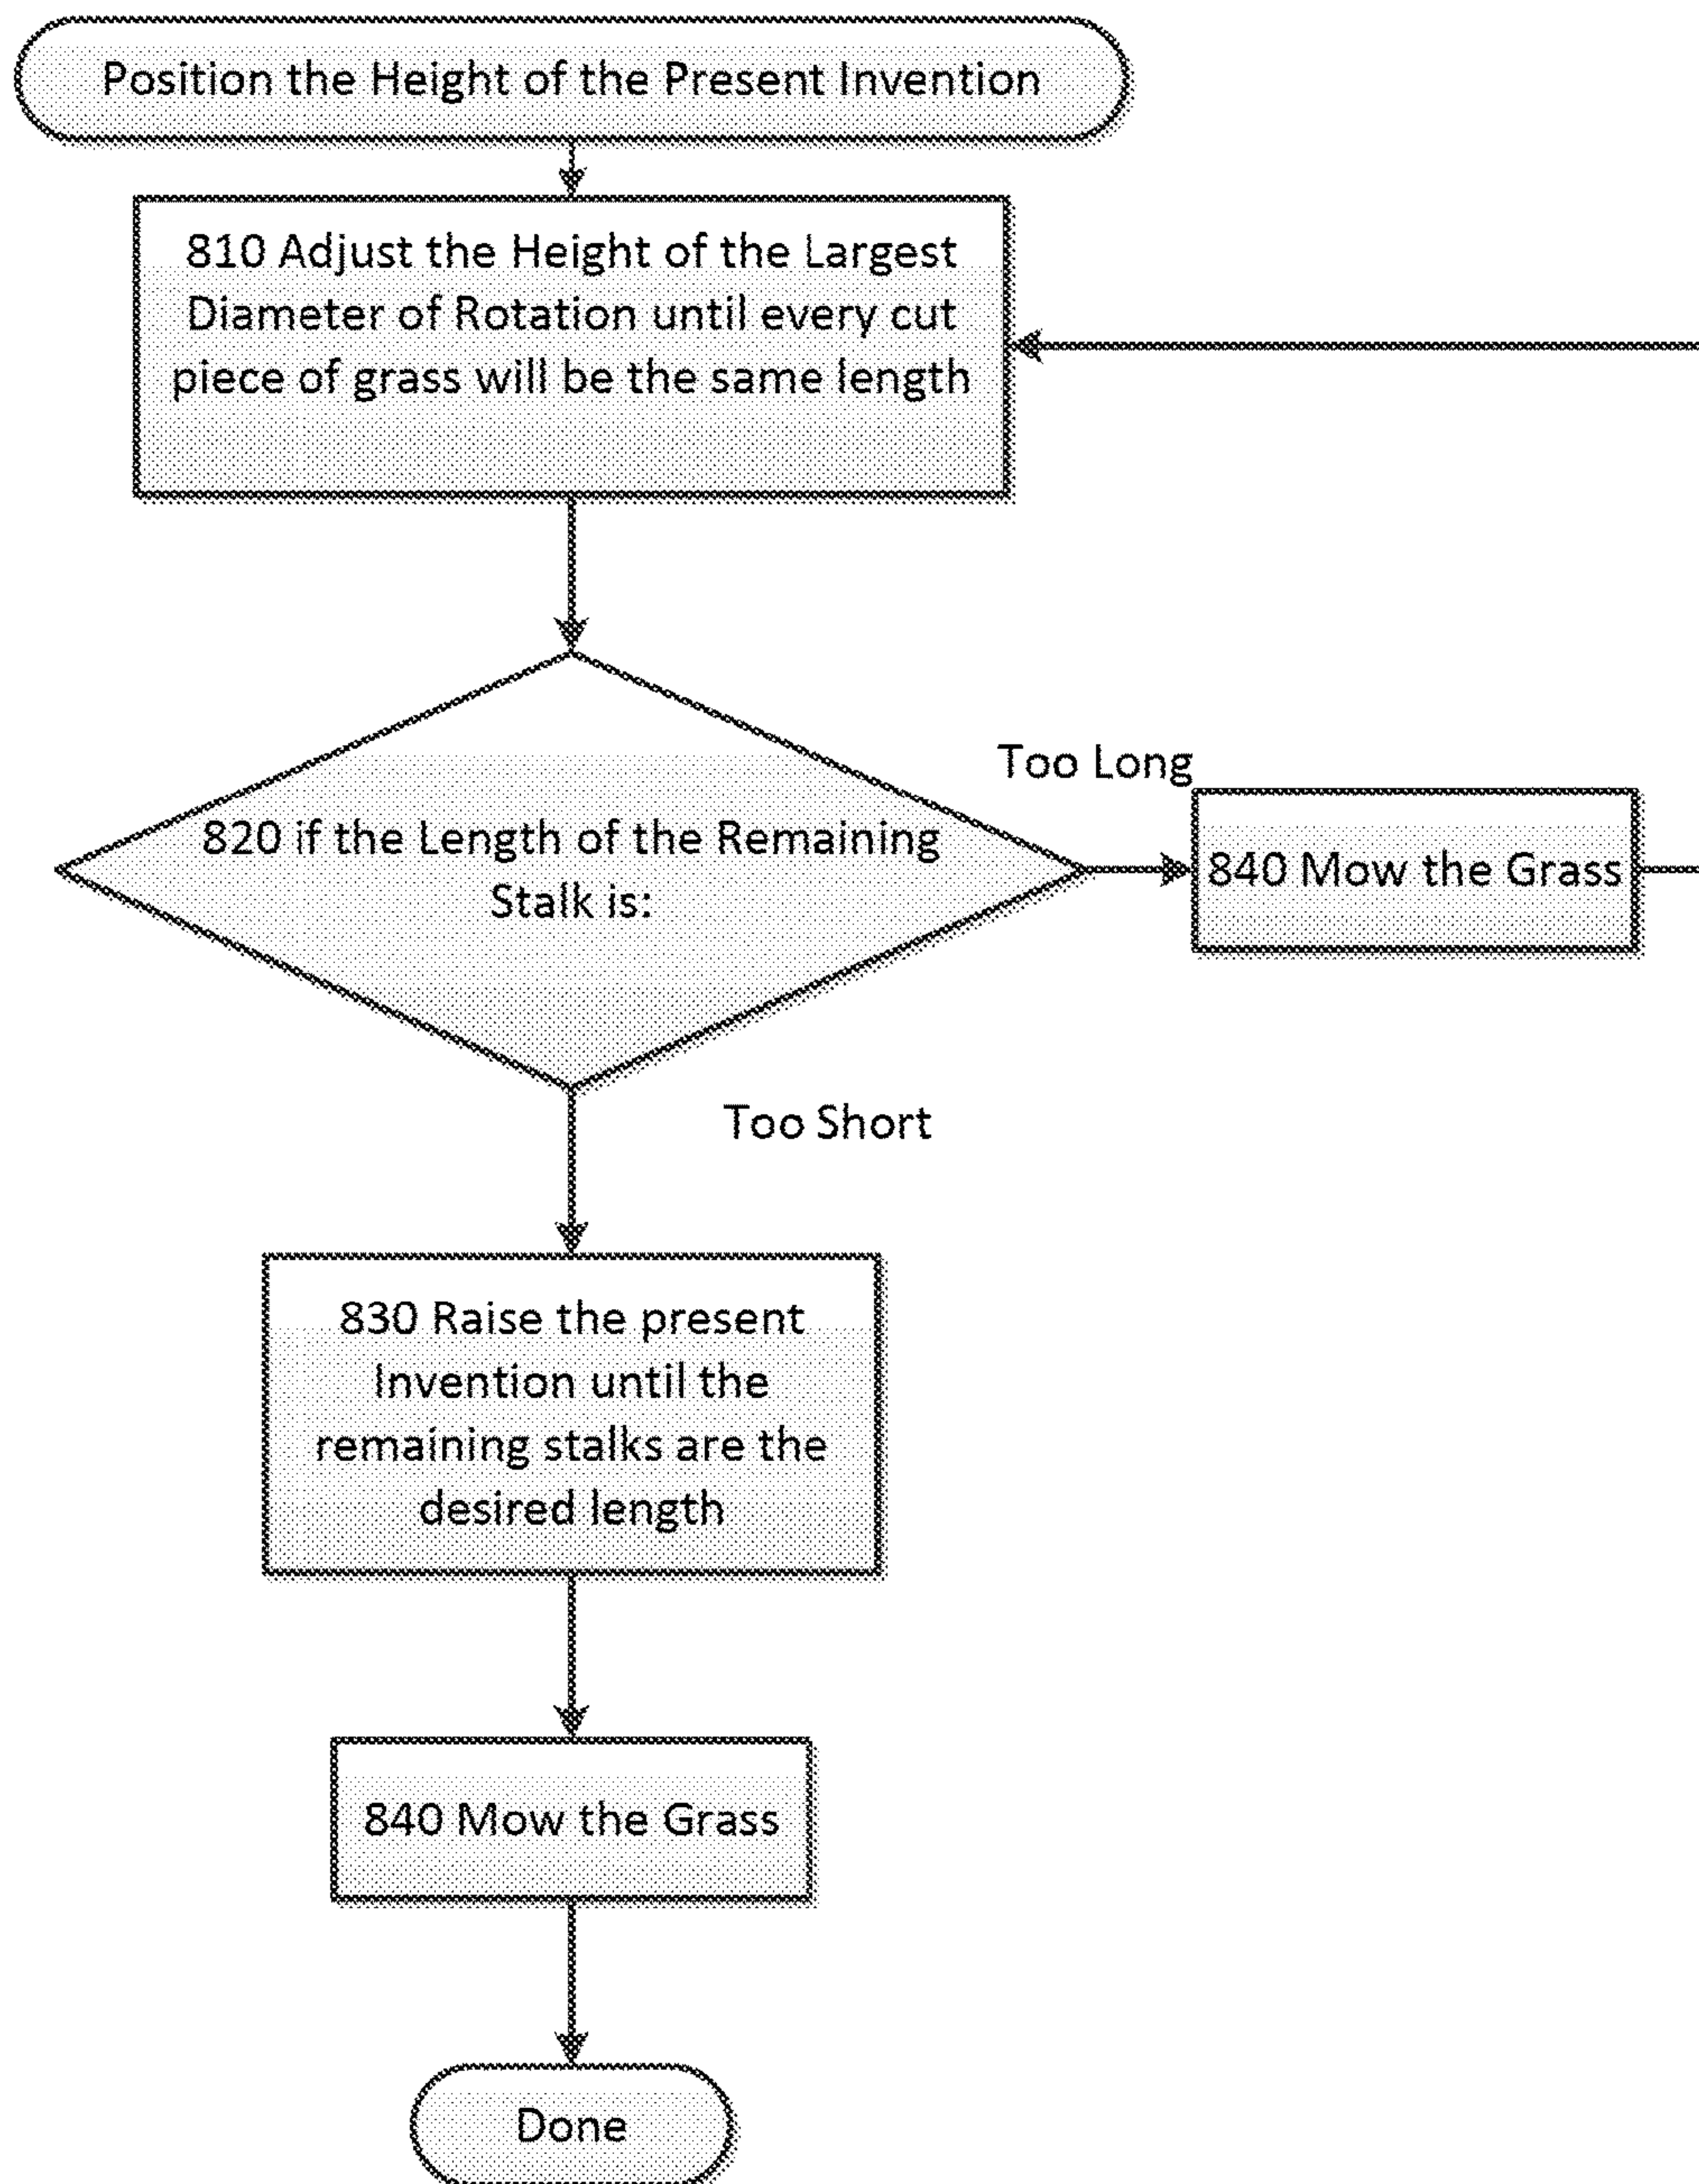 Position the Height of the Present Invention
810 Adjust the Height of the Largest
Diameter of Rotation until every cut
piece of grass will be the same length
Too Long
820 if the Length of the Remaining
Stalk is:
840 Mow the Grass
Too Short
830 Raise the present
Invention until the
remaining stalks are the
desired length
840 Mow the Grass
Done